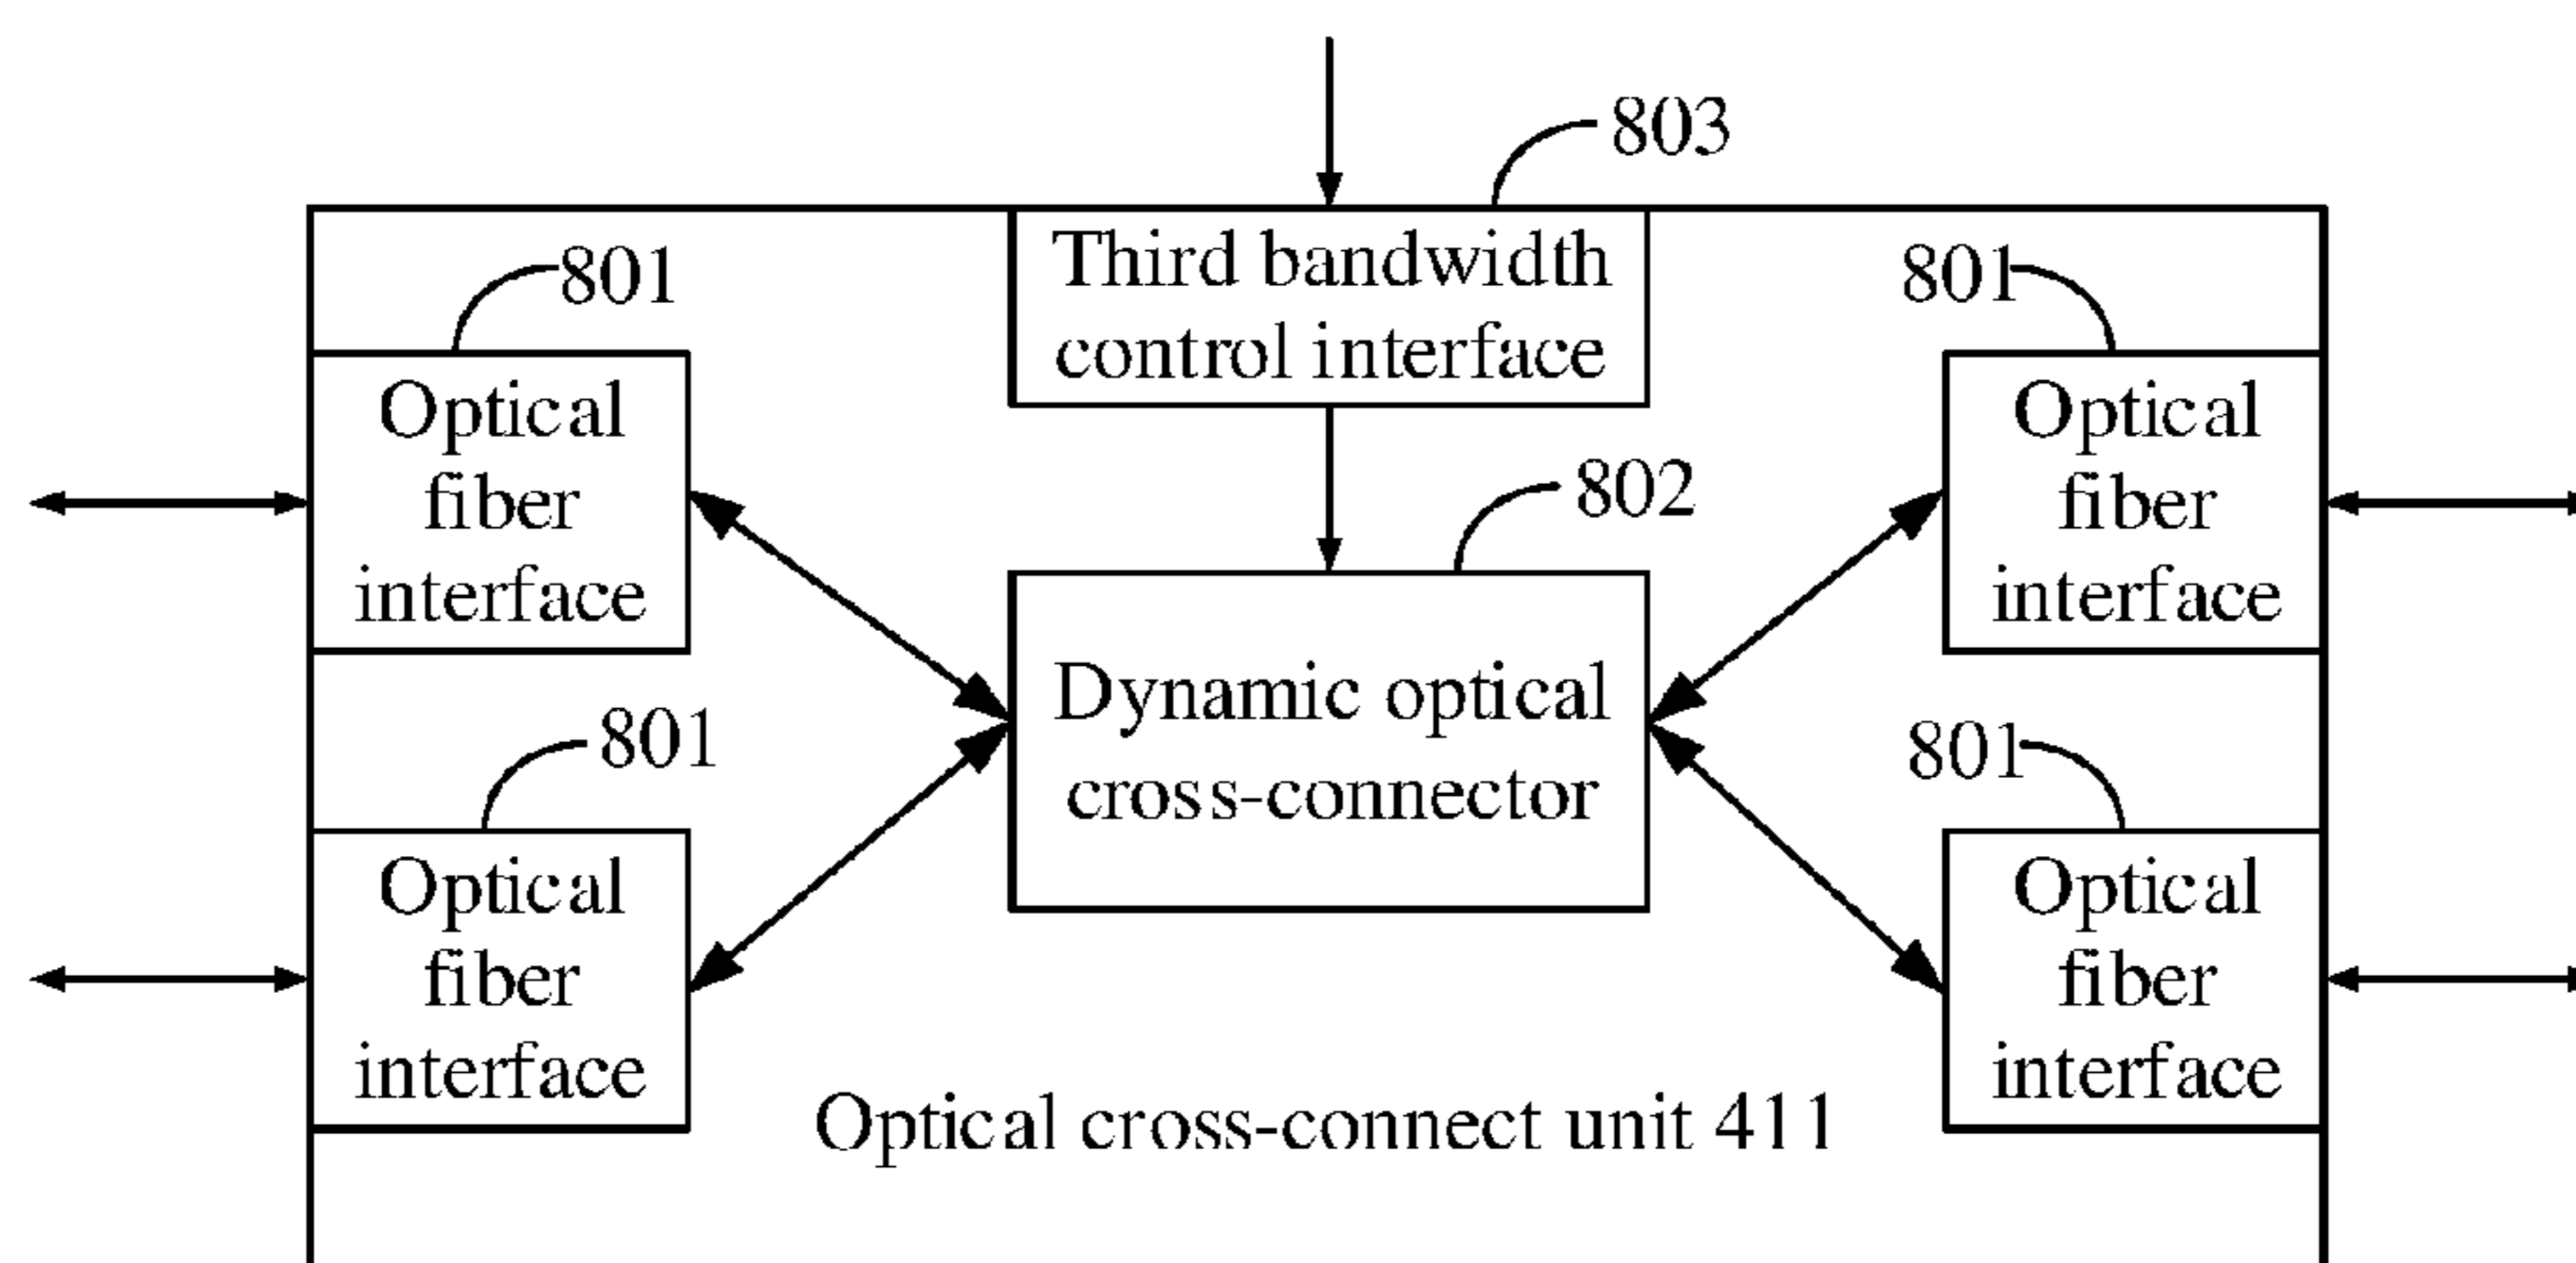 803
Third bandwidth
control interface
801
Optical
fiber
interface
801
Optical
fiber
interface
802
Dynamic optical
cross-connector
801
Optical
fiber
interface
801
Optical
fiber
interface
Optical cross-connect unit 411